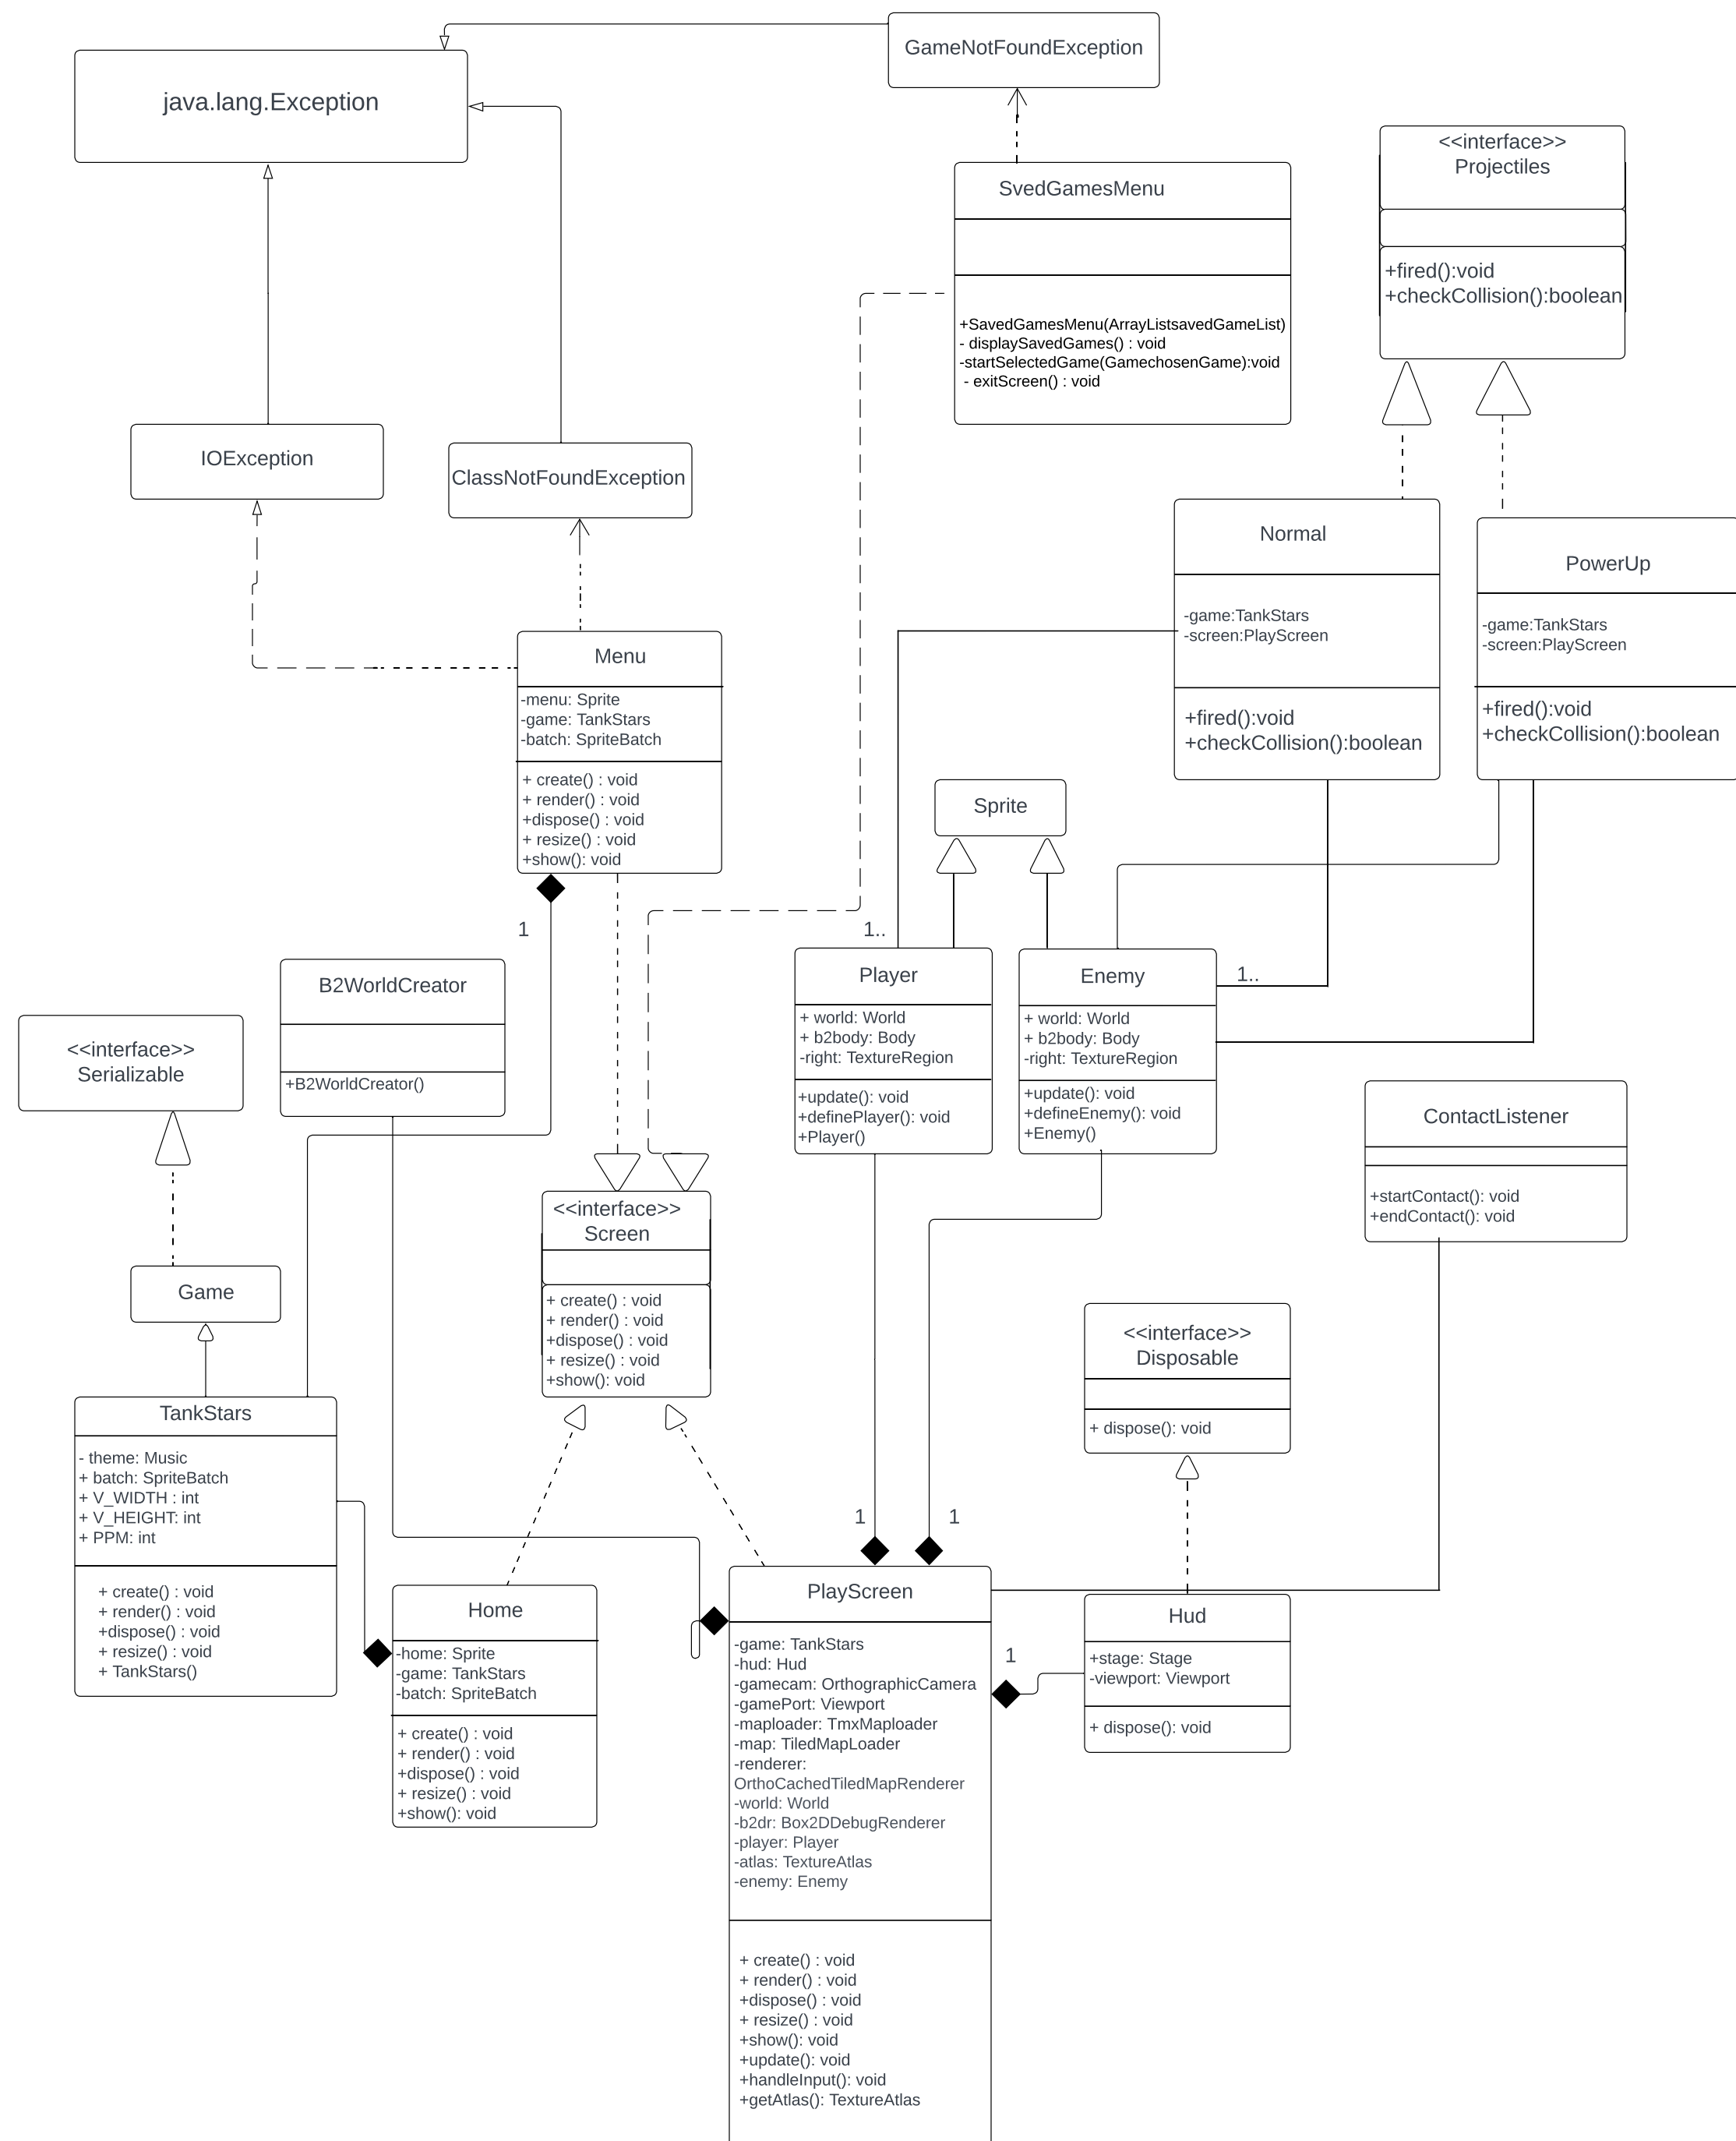 GameNotFoundException
java.lang.Exception
<<interface>>
Projectiles
+fired():void
+checkCollision():boolean
SvedGamesMenu
+SavedGamesMenu(ArrayListsavedGameList)
- displaySavedGames() : void
-startSelectedGame(GamechosenGame):void
- exitScreen() : void
IOException
ClassNotFoundException
Normal
-game:TankStars
-screen:PlayScreen
+fired():void
+checkCollision():boolean
PowerUp
-game:TankStars
-screen:PlayScreen
+fired():void
+checkCollision():boolean
Menu
-menu: Sprite
-game: TankStars
-batch: SpriteBatch
+ create() : void
+ render() : void
+dispose() : void
+ resize() : void
+show(): void
Sprite
1
1..
1..
B2WorldCreator
+B2WorldCreator()
Player
+ world: World
+ b2body: Body
-right: TextureRegion
+update(): void
+definePlayer(): void
+Player()
Enemy
+ world: World
+ b2body: Body
-right: TextureRegion
+update(): void
+defineEnemy(): void
+Enemy()
<<interface>>
Serializable
ContactListener
+startContact(): void
+endContact(): void
<<interface>>
Screen
+ create() : void
+ render() : void
+dispose() : void
+ resize() : void
+show(): void
Game
<<interface>>
Disposable
+ dispose(): void
TankStars
- theme: Music
+ batch: SpriteBatch
+ V_WIDTH : int
+ V_HEIGHT: int
+ PPM: int
+ create() : void
+ render() : void
+dispose() : void
+ resize() : void
+ TankStars()
1
1
Home
-home: Sprite
-game: TankStars
-batch: SpriteBatch
+ create() : void
+ render() : void
+dispose() : void
+ resize() : void
+show(): void
PlayScreen
-game: TankStars
-hud: Hud
-gamecam: OrthographicCamera
-gamePort: Viewport
-maploader: TmxMaploader
-map: TiledMapLoader
-renderer:
OrthoCachedTiledMapRenderer
-world: World
-b2dr: Box2DDebugRenderer
-player: Player
-atlas: TextureAtlas
-enemy: Enemy
+ create() : void
+ render() : void
+dispose() : void
+ resize() : void
+show(): void
+update(): void
+handleInput(): void
+getAtlas(): TextureAtlas
1
Hud
+stage: Stage
-viewport: Viewport
+ dispose(): void